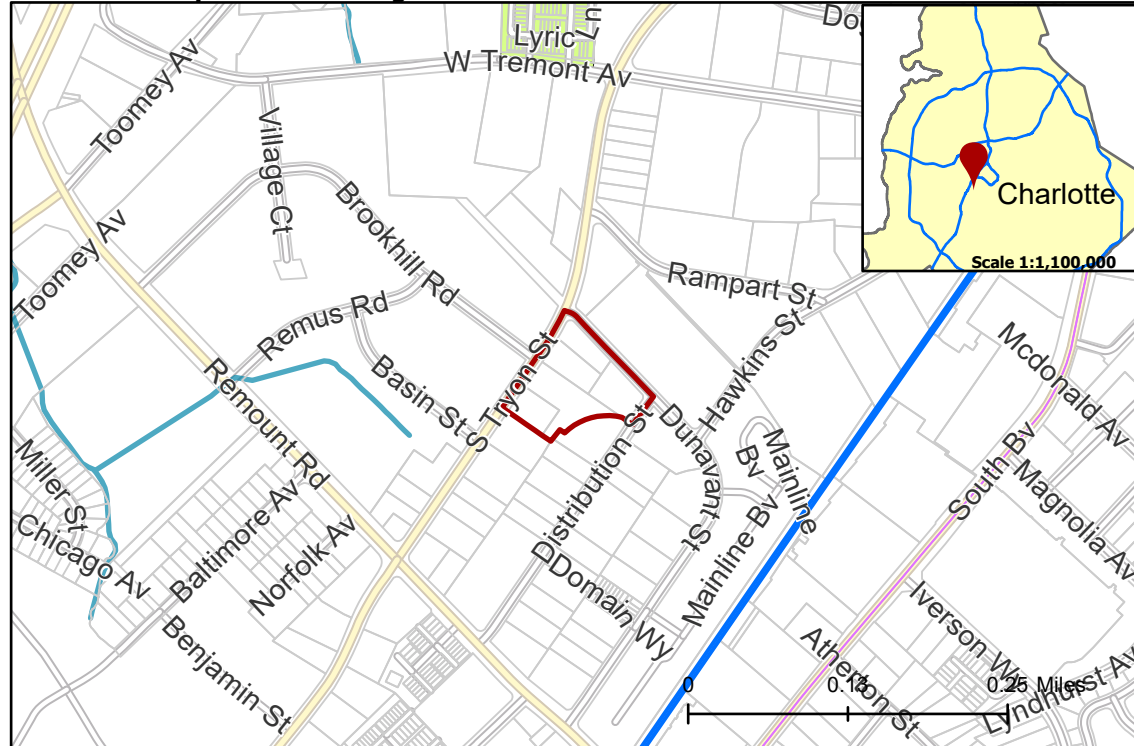 Lyric
Lu
Do
W Tremont Av
Toomey Av
Village Ct
Charlotte
Scale 1:1,100,000
Brookhill Rd
Toomey Av
Rampart St
Remus Rd
Hawkins St
Mcdonald Av
Remount Rd
Basin St
S Tryon St
Dunavant St
Mainline Bv
South Bv
Magnolia Av
Miller St
Chicago Av
Baltimore Av
Norfolk Av
Distribution St
Mainline Bv
Domain Wy
Benjamin St
Iverson Wy
Atherton St
Lyndhurst Av
0 0.13 0.25 Miles